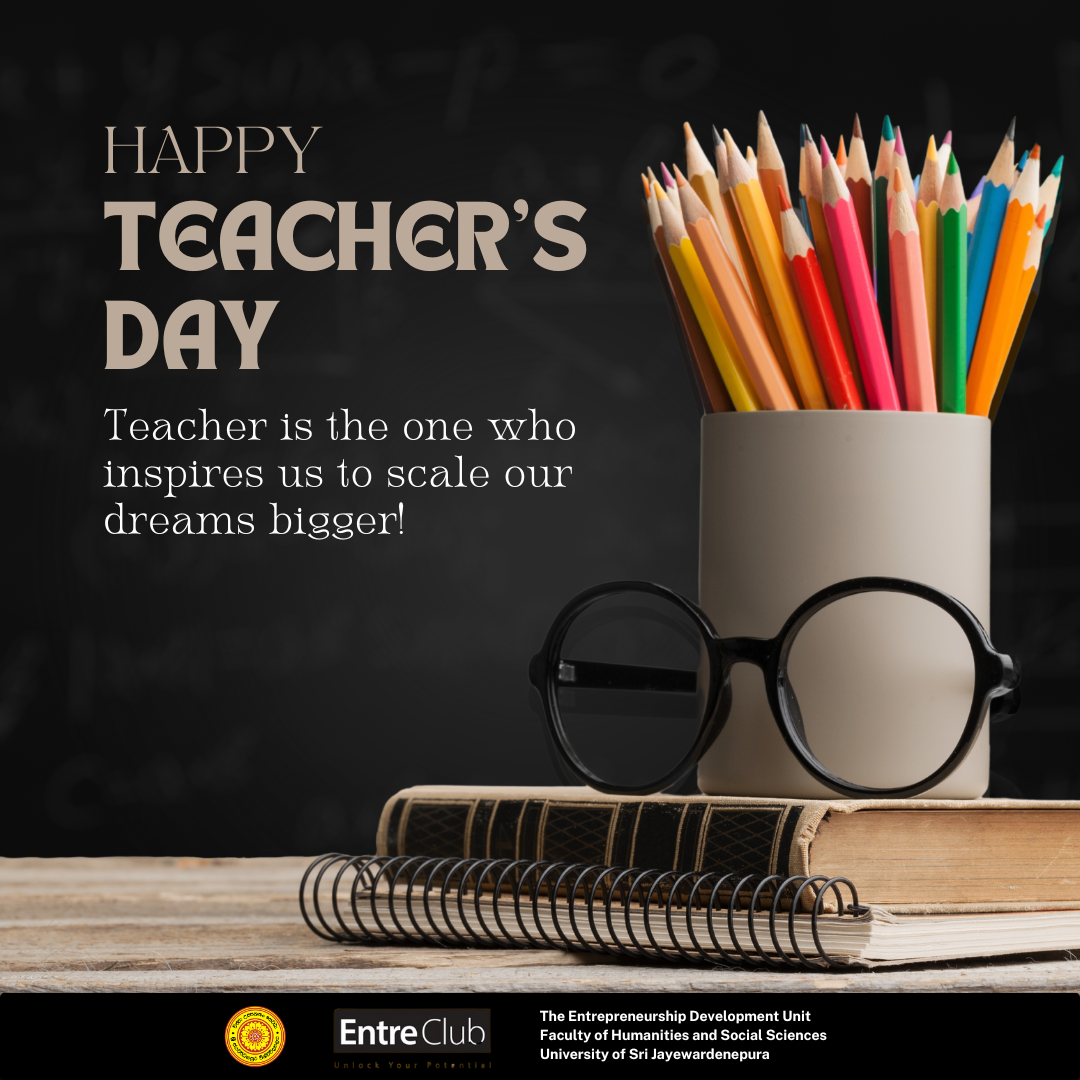 HAPPY
TEACHER'S
DAY
Teacher is the one who
inspires us to scale our
dreams bigger!
Entre Club
Unlock Your Potential
The Entrepreneurship Development Unit
Faculty of Humanities and Social Sciences
University of Sri Jayewardenepura